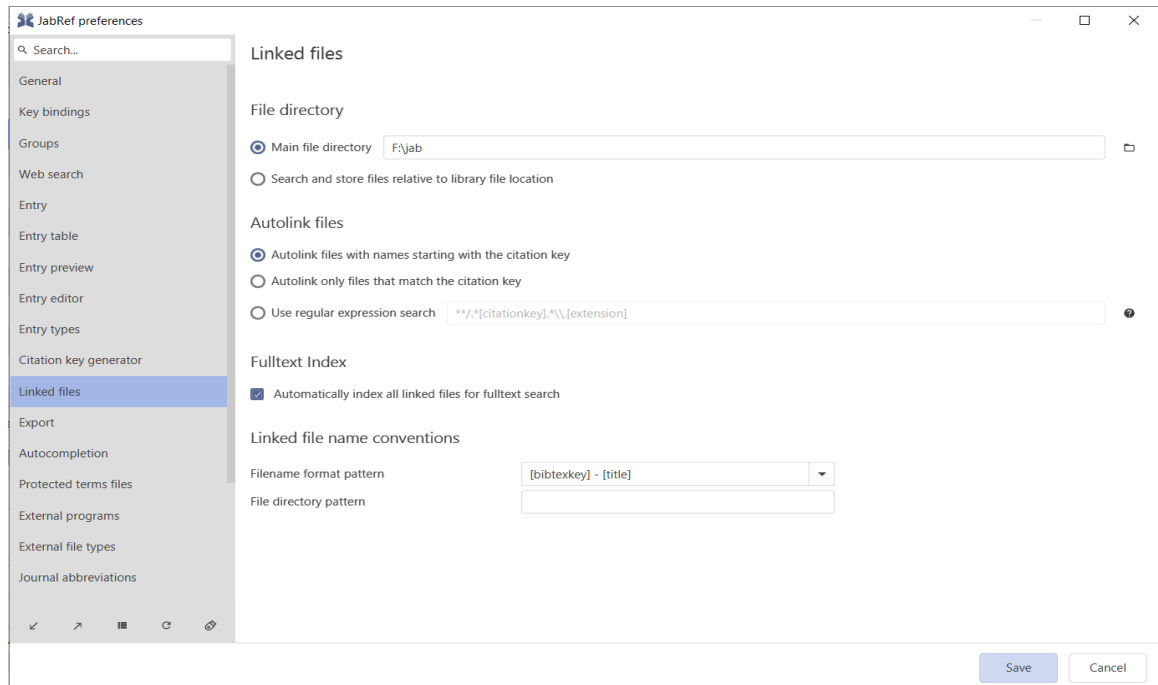 JabRef preferences
Search...
General
Key bindings
Groups
Web search
Entry
Entry table
Entry preview
Entry editor
Entry types
Citation key generator
Linked files
Export
Autocompletion
Protected terms files
External programs
External file types
Journal abbreviations
Linked files
File directory
Main file directory F:\jab
Search and store files relative to library file location
Autolink files
Autolink files with names starting with the citation key
Autolink only files that match the citation key
Use regular expression search **/.*[citationkey].*\\.[extension]
Fulltext Index
Automatically index all linked files for fulltext search
Linked file name conventions
Filename format pattern [bibtexkey] - [title]
File directory pattern
Save Cancel